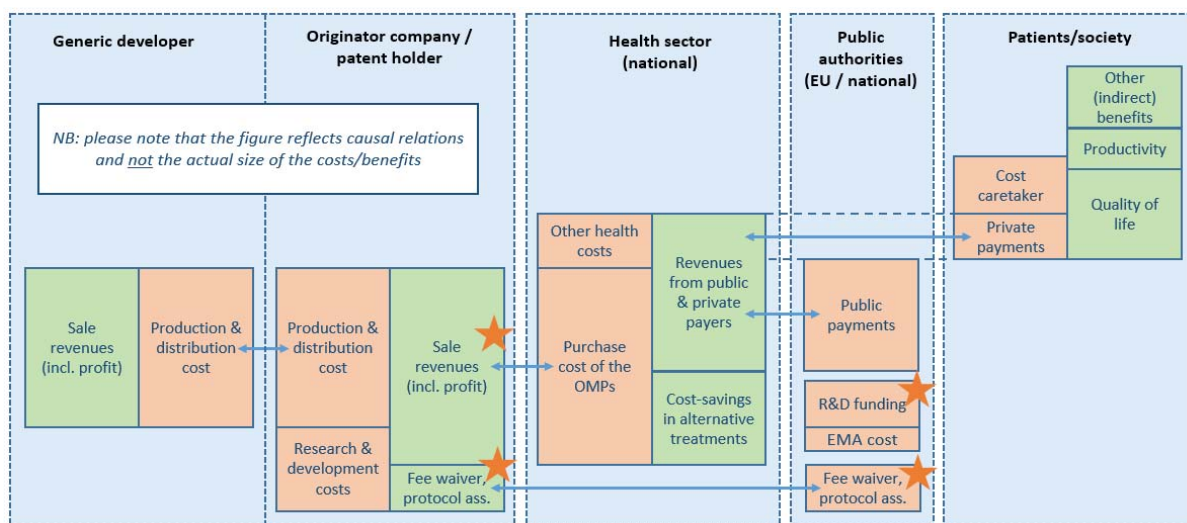 Generic developer
Originator company /
patent holder
Health sector
(national)
Public
authorities
(EU / national)
Patients/society
NB: please note that the figure reflects causal relations
and not the actual size of the costs/benefits
Sale
revenues
(incl. profit)
Production &
distribution
cost
Production &
distribution
cost
Research &
development
costs
Sale
revenues
(incl. profit)
Fee waiver,
protocol ass.
Other health
costs
Purchase
cost of the
OMPs
Revenues
from public
& private
payers
Cost-savings
in alternative
treatments
Public
payments
R&D funding
EMA cost
Fee waiver,
protocol ass.
Cost
caretaker
Private
payments
Other
(indirect)
benefits
Productivity
Quality of
life